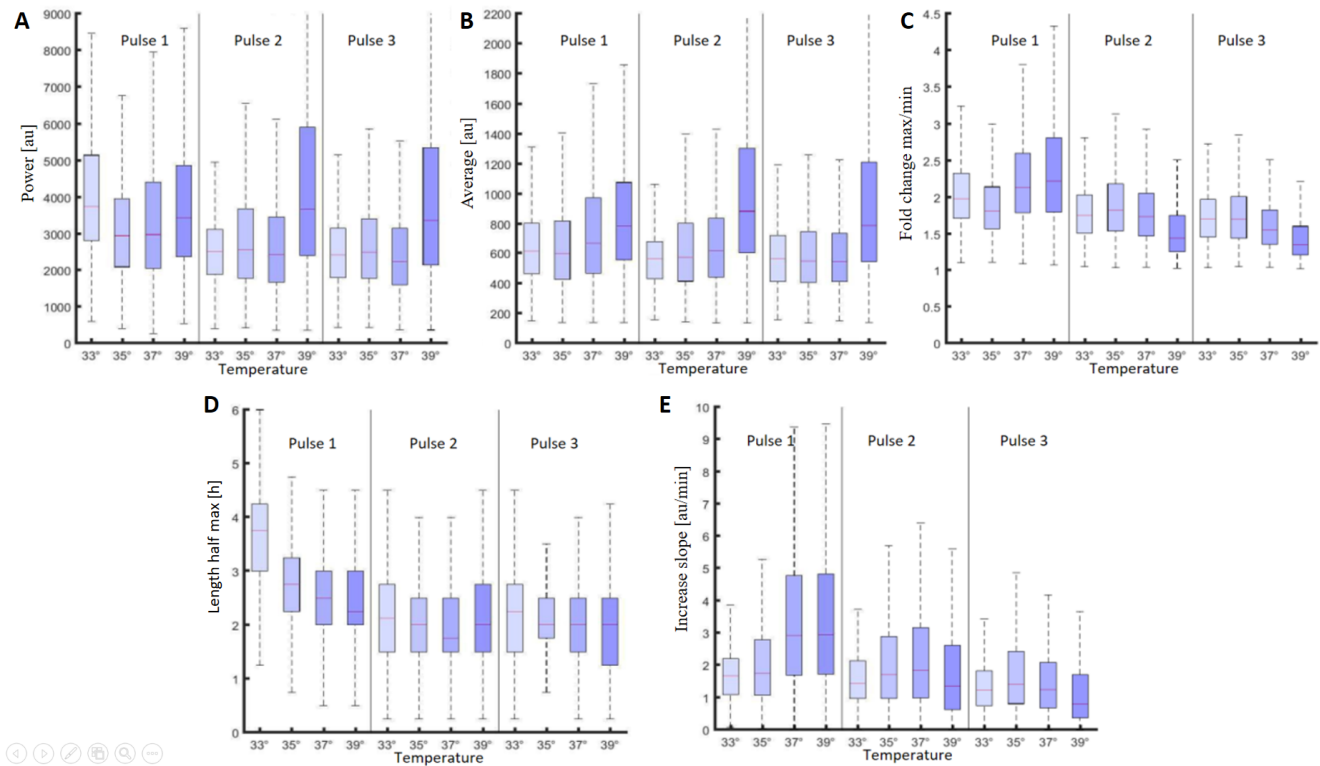 A
Power [au]
9000
8000
7000
6000
5000
4000
3000
2000
1000
0
Pulse 1
Pulse 2
Pulse 3
33° 35° 37° 39° 33° 35° 37° 39° 33° 35° 37° 39°
Temperature
B
Average [au]
2200
2000
1800
1600
1400
1200
1000
800
600
400
200
0
Pulse 1
Pulse 2
Pulse 3
33° 35° 37° 39° 33° 35° 37° 39° 33° 35° 37° 39°
Temperature
C
Fold change max/min
4.5
4
3.5
3
2.5
2
1.5
1
0.5
0
Pulse 1
Pulse 2
Pulse 3
33° 35° 37° 39° 33° 35° 37° 39° 33° 35° 37° 39°
Temperature
D
Length half max [h]
6
5
4
3
2
1
0
Pulse 1
Pulse 2
Pulse 3
33° 35° 37° 39° 33° 35° 37° 39° 33° 35° 37° 39°
Temperature
E
Increase slope [au/min]
10
9
8
7
6
5
4
3
2
1
0
Pulse 1
Pulse 2
Pulse 3
33° 35° 37° 39° 33° 35° 37° 39° 33° 35° 37° 39°
Temperature